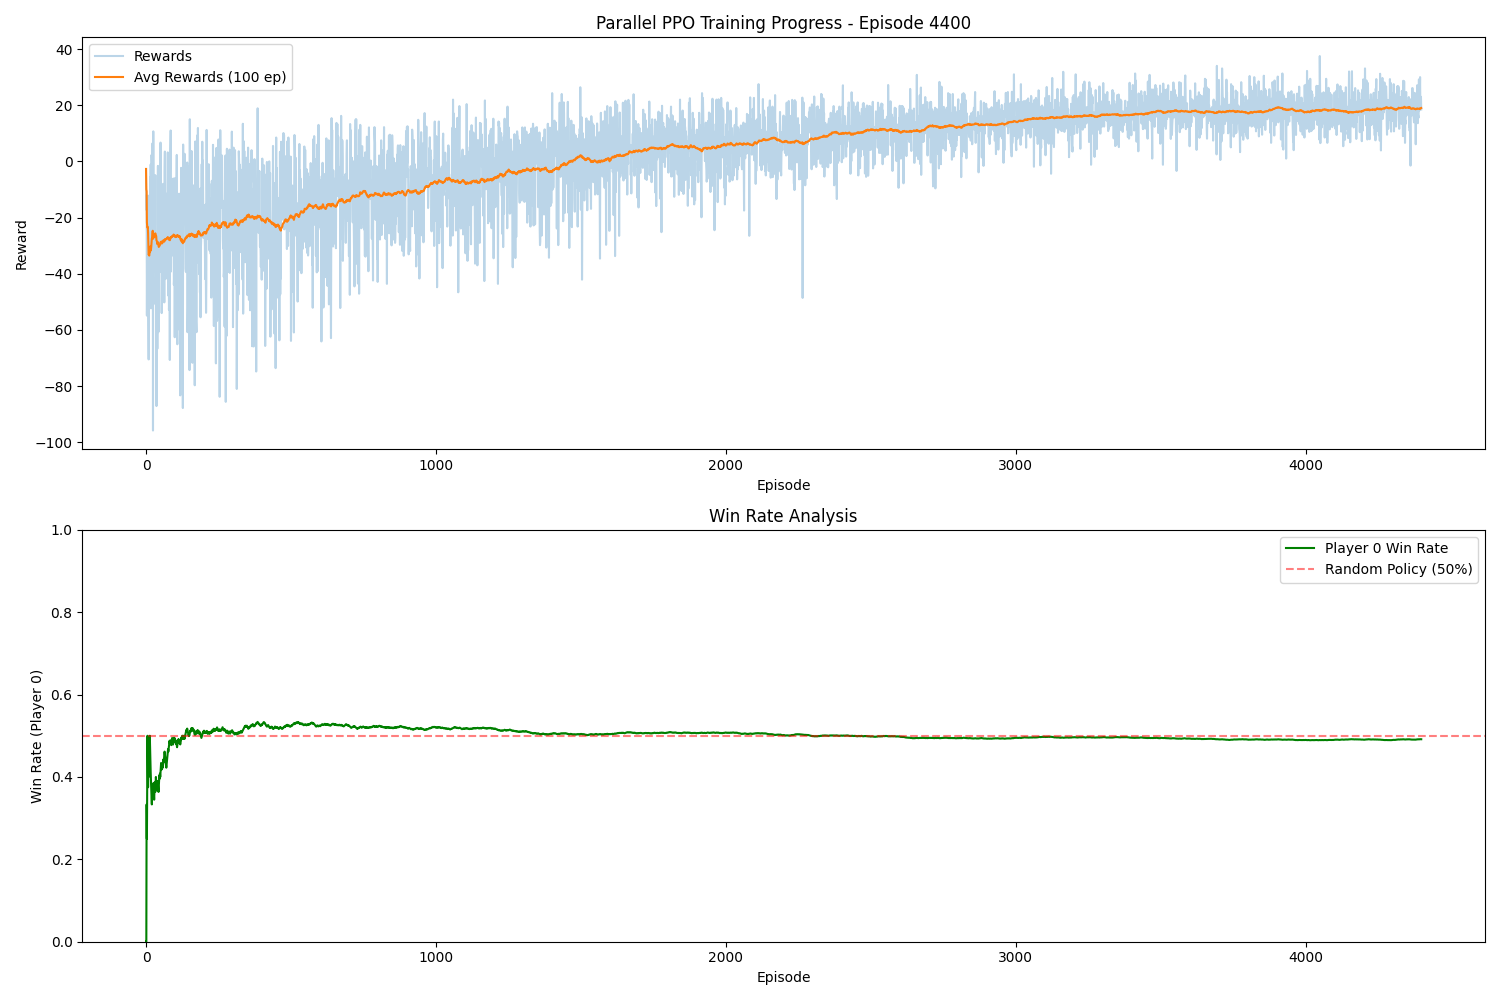 Parallel PPO Training Progress - Episode 4400
Rewards
Avg Rewards (100 ep)
Reward
40
20
0
−20
−40
−60
−80
−100
0 1000 2000 3000 4000
Episode
Win Rate Analysis
Player 0 Win Rate
Random Policy (50%)
Win Rate (Player 0)
1.0
0.8
0.6
0.4
0.2
0.0
0 1000 2000 3000 4000
Episode